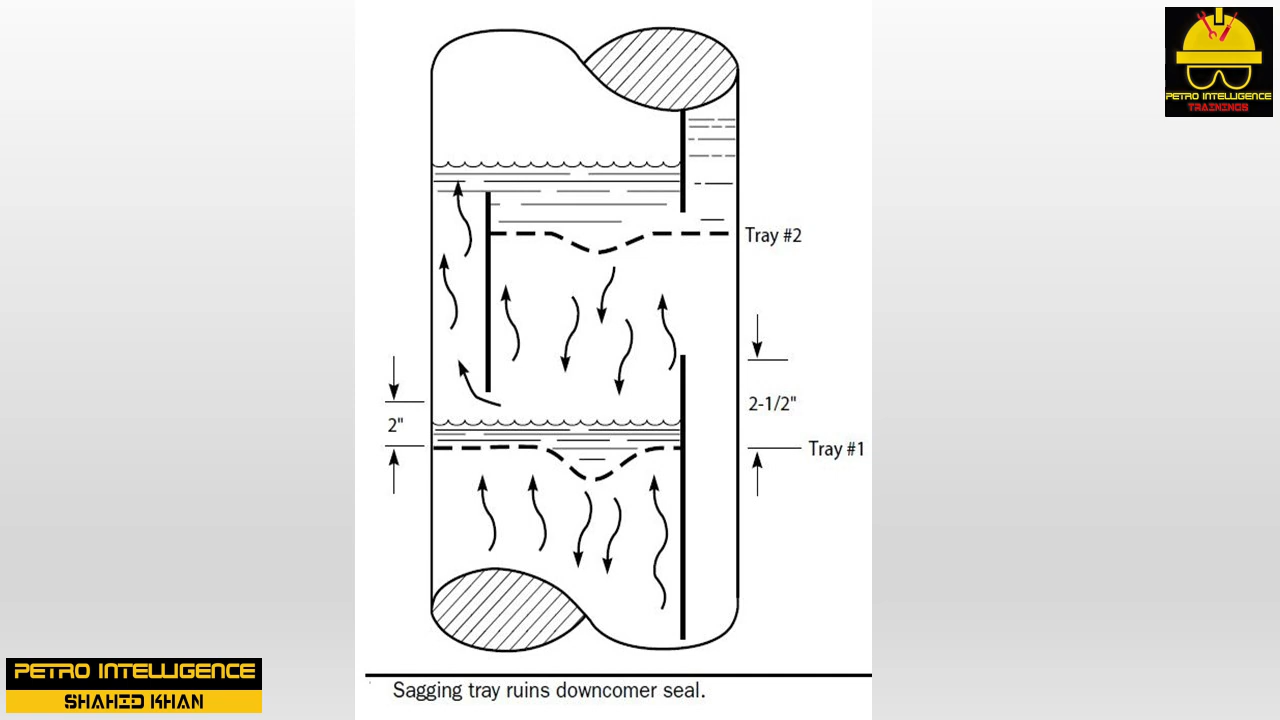 PETRO INTELLIGENCE
TRAININGS
Tray #2
2-1/2"
2"
Tray #1
PETRO INTELLIGENCE
SHAHID KHAN
Sagging tray ruins downcomer seal.